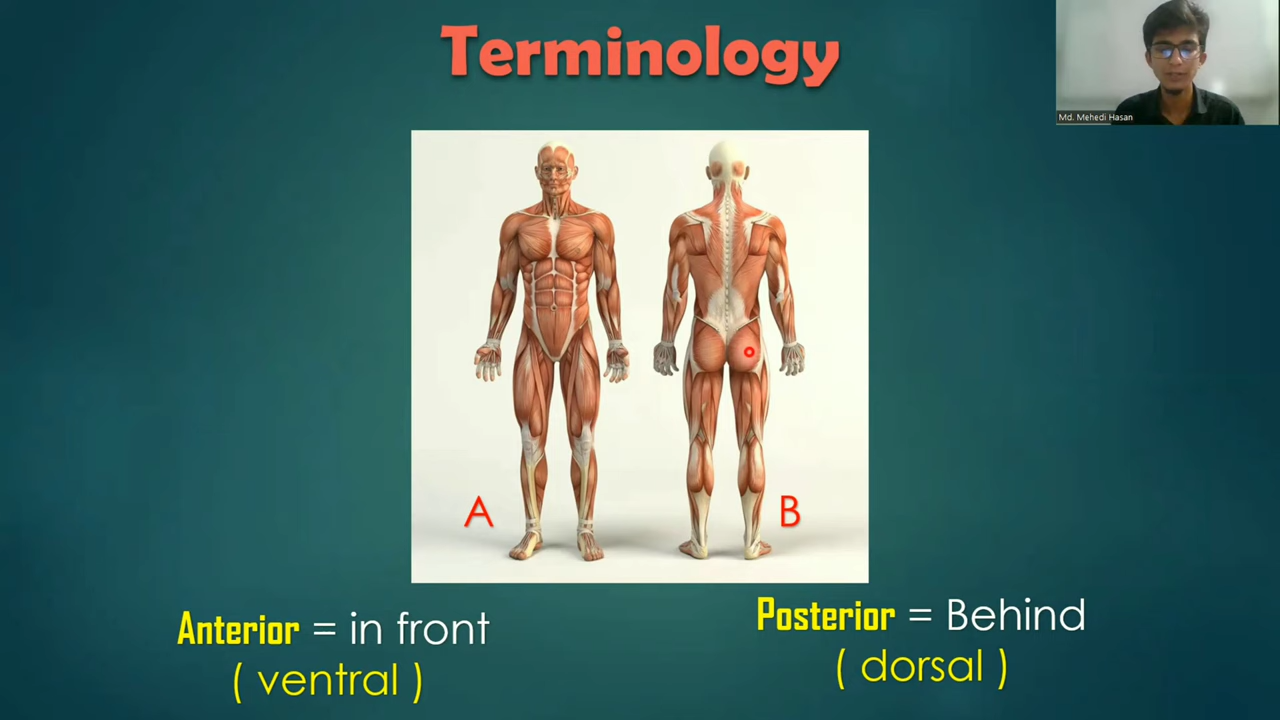 Terminology
Md. Mehedi Hasan
A
B
Anterior = in front
( ventral )
Posterior = Behind
( dorsal )